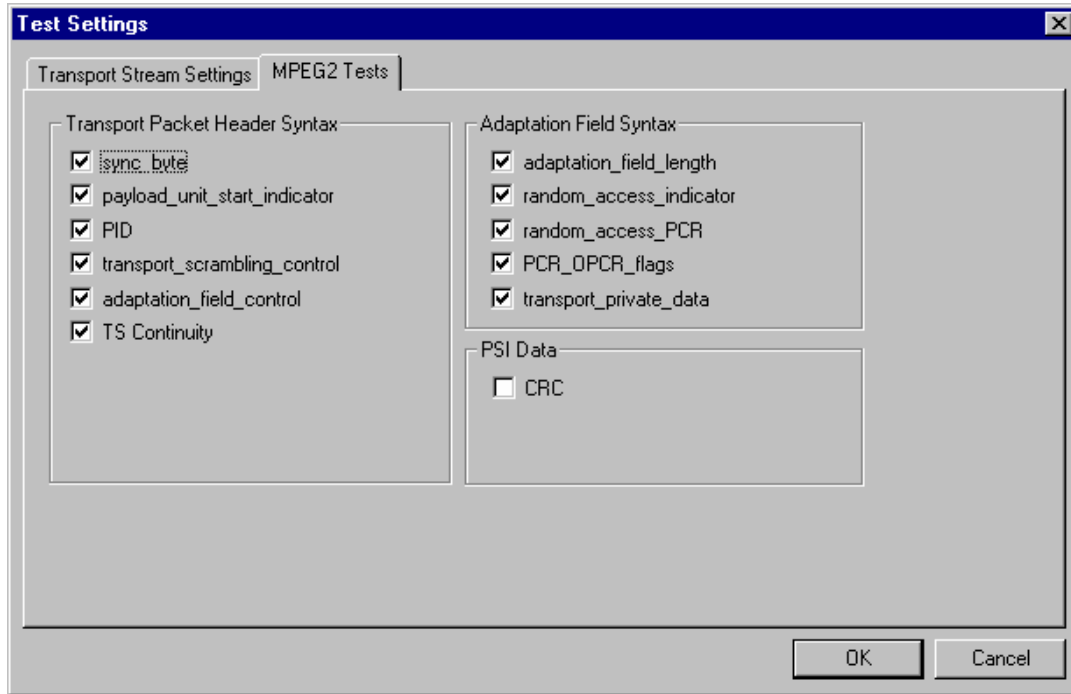 Test Settings
Transport Stream Settings
MPEG2 Tests
Transport Packet Header Syntax
sync_byte
payload_unit_start_indicator
PID
transport_scrambling_control
adaptation_field_control
TS Continuity
Adaptation Field Syntax
adaptation_field_length
random_access_indicator
random_access_PCR
PCR_OPCR_flags
transport_private_data
PSI Data
CRC
OK
Cancel